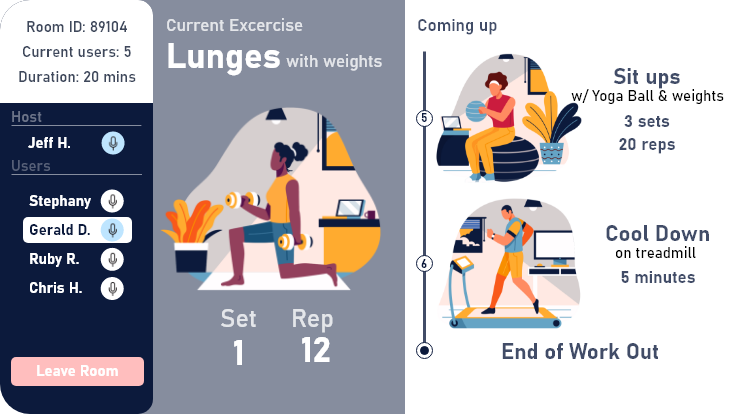 Room ID: 89104
Current users: 5
Duration: 20 mins
Host
Jeff H.
Users
Stephany
Gerald D.
Ruby R.
Chris H.
Leave Room
Current Excercise
Lunges with weights
Set Rep
1 12
Coming up
5
Sit ups
w/ Yoga Ball & weights
3 sets
20 reps
6
Cool Down
on treadmill
5 minutes
End of Work Out